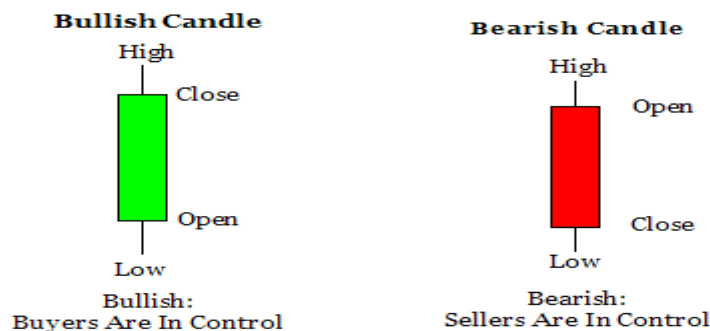 Bullish Candle
High
Close
Open
Low
Bullish:
Buyers Are In Control
Bearish Candle
High
Open
Close
Low
Bearish:
Sellers Are In Control